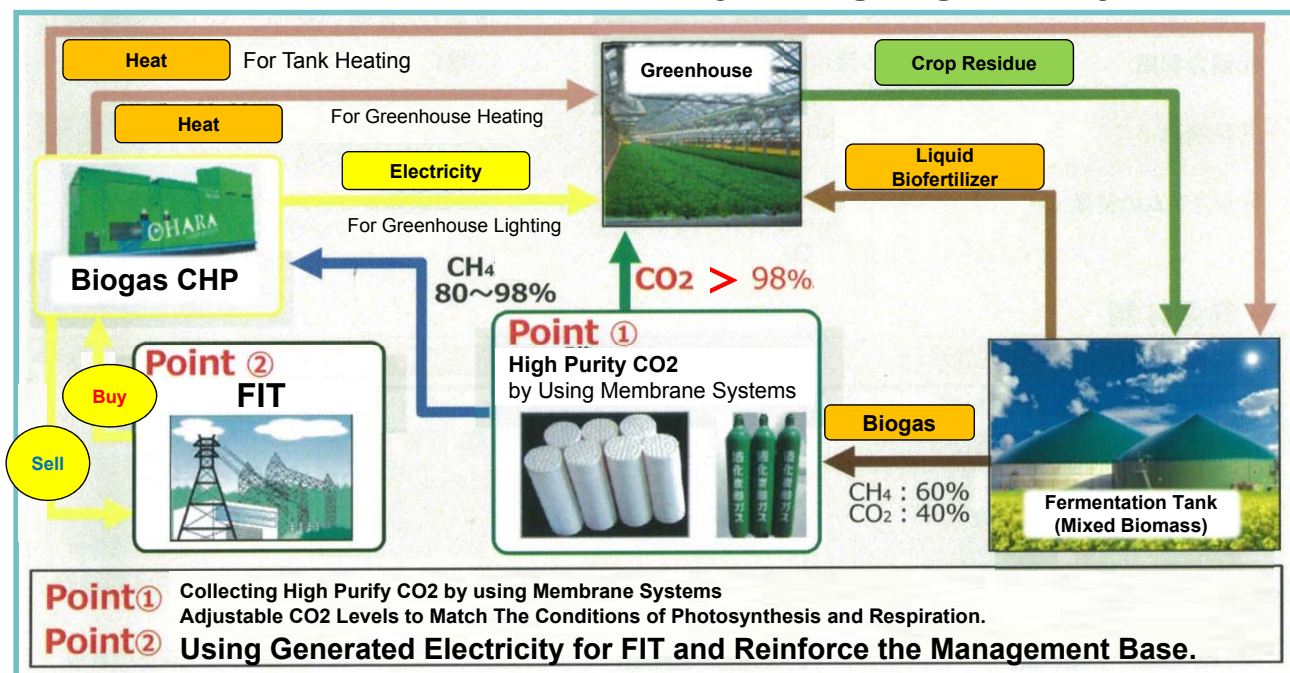 Heat
For Tank Heating
Greenhouse
Crop Residue
For Greenhouse Heating
Heat
Electricity
Liquid
Biofertilizer
OHARA
For Greenhouse Lighting
Biogas CHP
CH4
80～98%
CO2 > 98%
Point ①
High Purity CO2
by Using Membrane Systems
Point ②
FIT
Buy
Sell
Biogas
CH4 : 60%
CO2 : 40%
Fermentation Tank
(Mixed Biomass)
Point① Collecting High Purify CO2 by using Membrane Systems
Adjustable CO2 Levels to Match The Conditions of Photosynthesis and Respiration.
Point② Using Generated Electricity for FIT and Reinforce the Management Base.